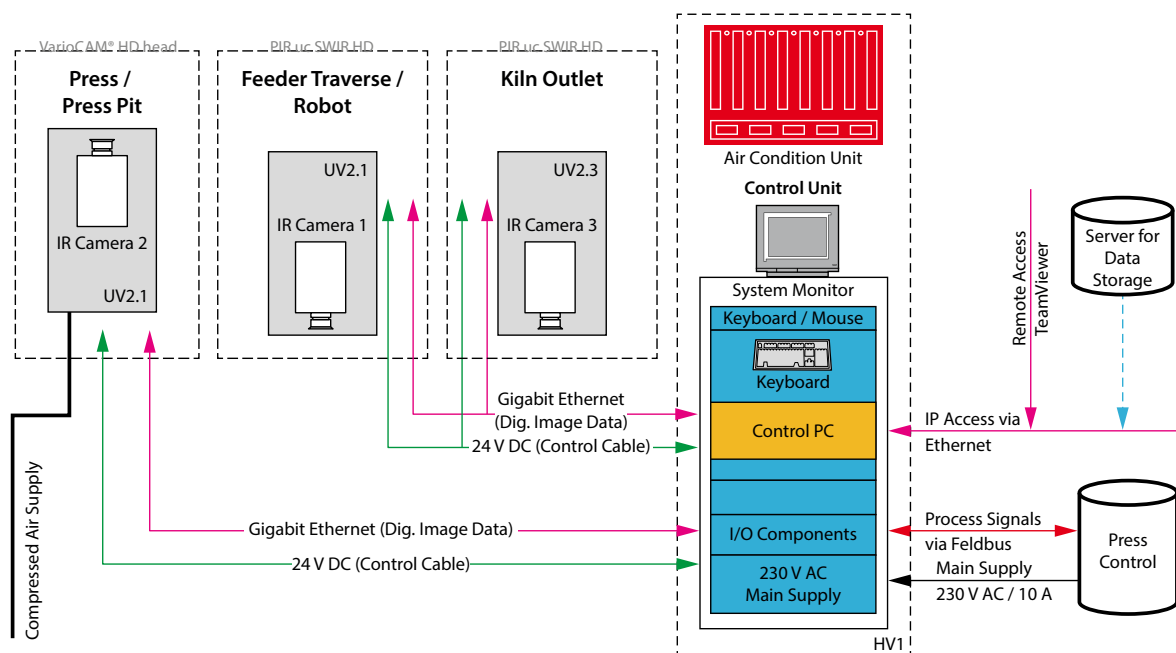 VarioCAM® HD head
Press /
Press Pit
IR Camera 2
UV2.1
Compressed Air Supply
PIR uc SWIR HD
Feeder Traverse /
Robot
UV2.1
IR Camera 1
PIR uc SWIR HD
Kiln Outlet
UV2.3
IR Camera 3
Gigabit Ethernet
(Dig. Image Data)
24 V DC (Control Cable)
Gigabit Ethernet (Dig. Image Data)
24 V DC (Control Cable)
Air Condition Unit
Control Unit
System Monitor
Keyboard / Mouse
Keyboard
Control PC
I/O Components
230 V AC
Main Supply
HV1
Remote Access
TeamViewer
Server for
Data
Storage
IP Access via
Ethernet
Process Signals
via Feldbus
Main Supply
230 V AC / 10 A
Press
Control